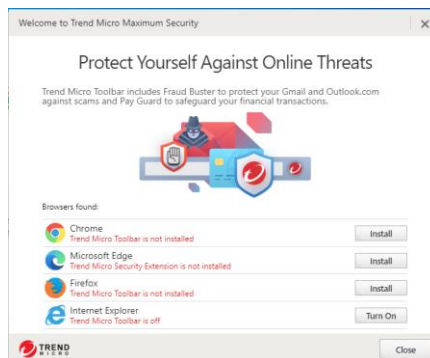 Welcome to Trend Micro Maximum Security
Protect Yourself Against Online Threats
Trend Micro Toolbar includes Fraud Buster to protect your Gmail and Outlook.com
against scams and Pay Guard to safeguard your financial transactions.
Browsers found:
Chrome
Trend Micro Toolbar is not installed
Install
Microsoft Edge
Trend Micro Security Extension is not installed
Install
Firefox
Trend Micro Toolbar is not installed
Install
Internet Explorer
Trend Micro Toolbar is off
Turn On
TREND
MICRO
Close